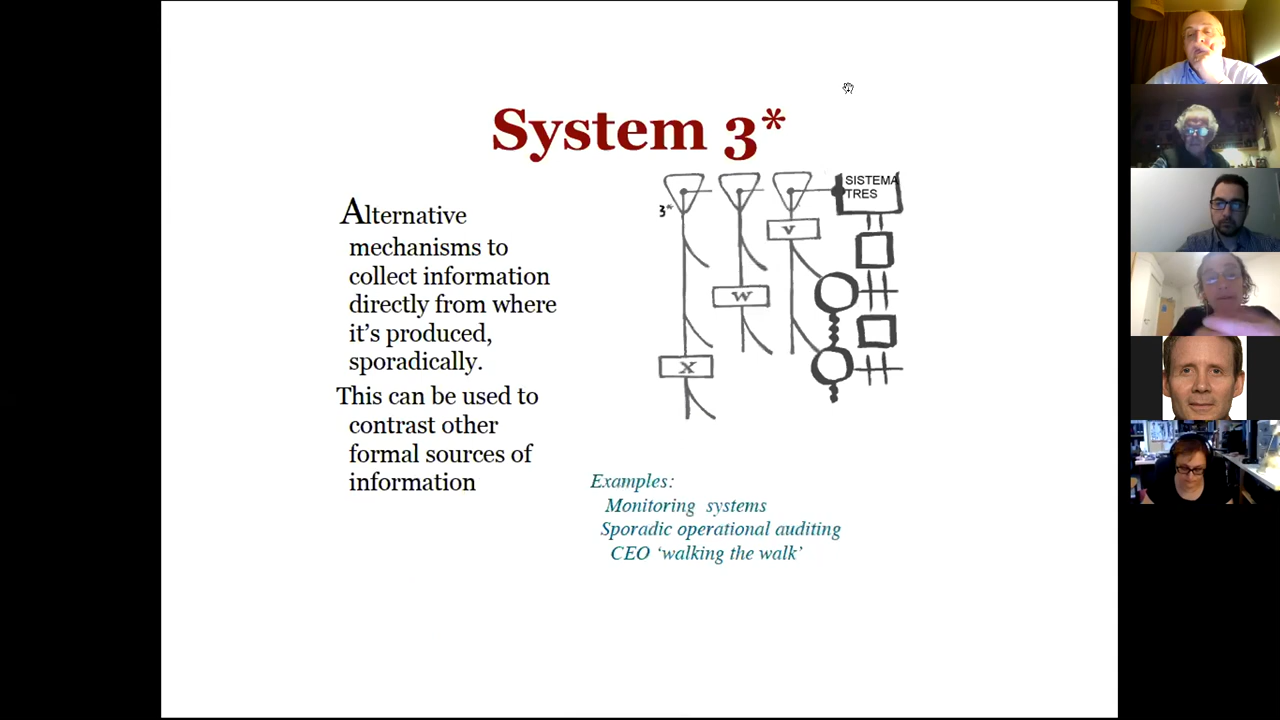 System 3*
Alternative
mechanisms to
collect information
directly from where
it’s produced,
sporadically.
This can be used to
contrast other
formal sources of
information
SISTEMA
TRES
3*
V
W
X
Examples:
Monitoring systems
Sporadic operational auditing
CEO ‘walking the walk’